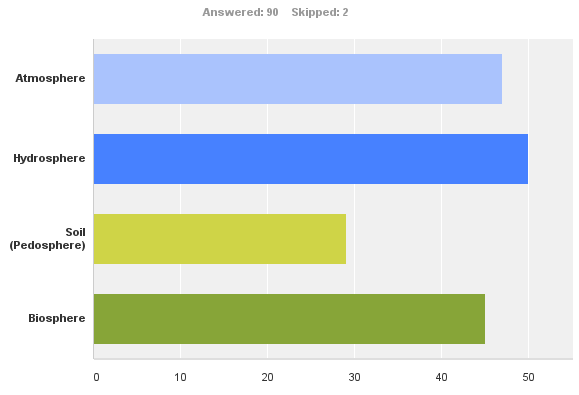 Answered: 90 Skipped: 2
Atmosphere
Hydrosphere
Soil
(Pedosphere)
Biosphere
0 10 20 30 40 50